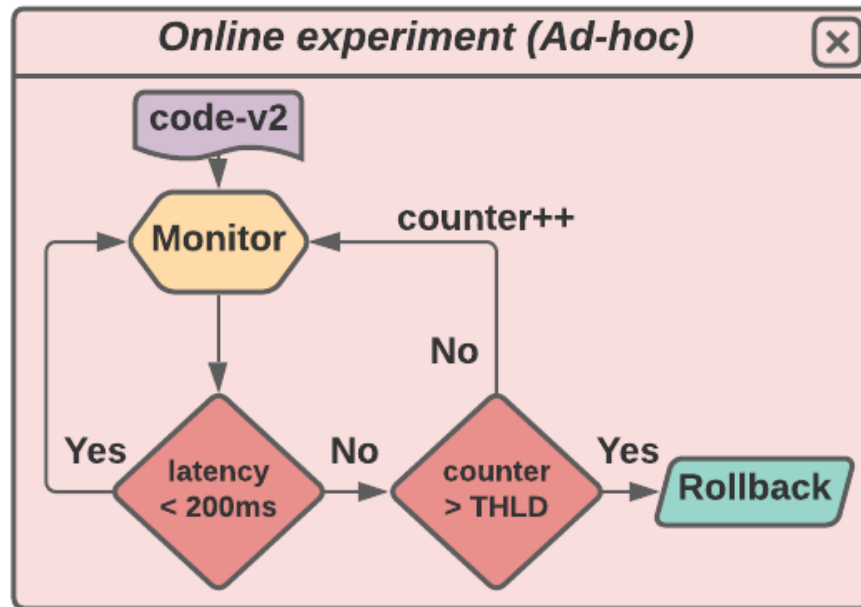 Online experiment (Ad-hoc)
code-v2
Monitor
counter++
No
Yes
latency
< 200ms
No
counter
> THLD
Yes
Rollback